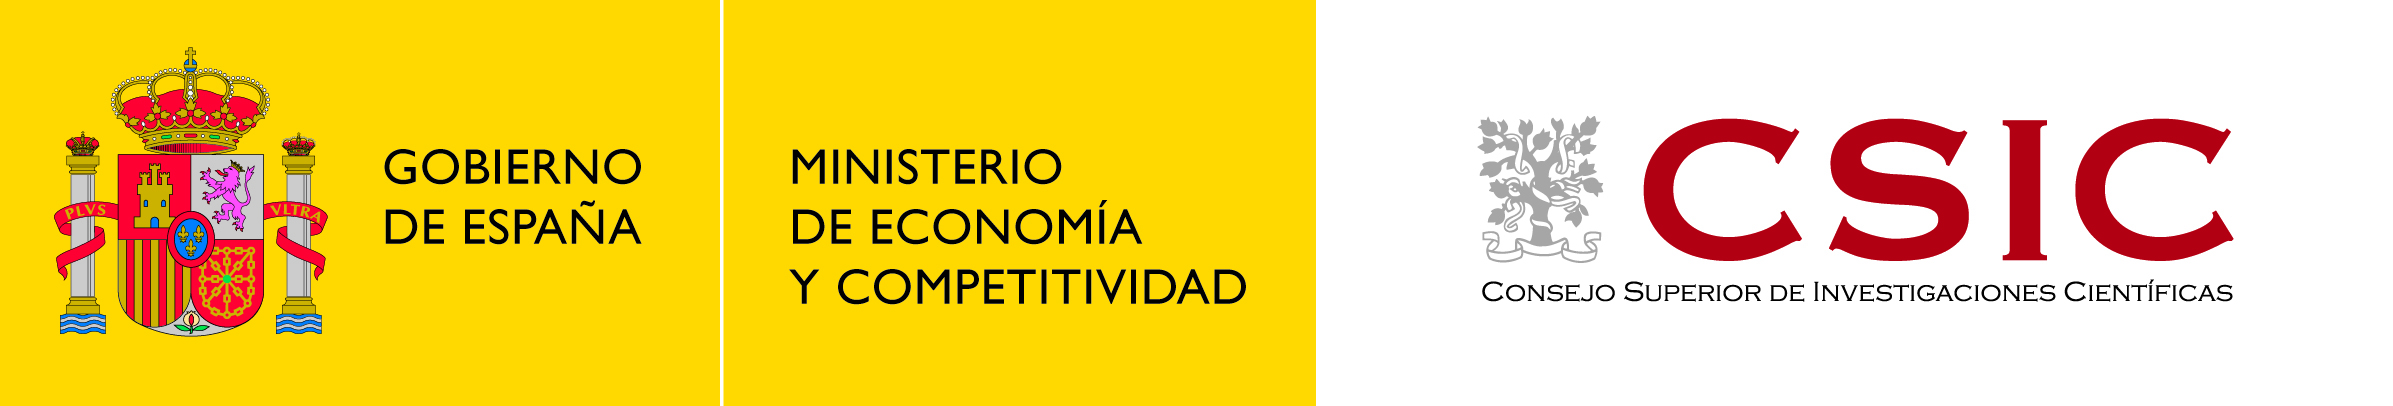 PLVS VLTRA
GOBIERNO
DE ESPAÑA
MINISTERIO
DE ECONOMÍA
Y COMPETITIVIDAD
CSIC
CONSEJO SUPERIOR DE INVESTIGACIONES CIENTÍFICAS